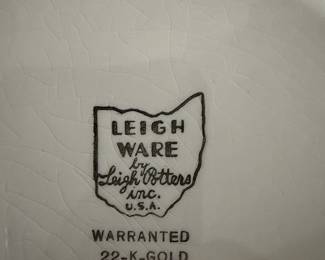 LEIGH
WARE
by
Leigh Potters
inc.
U.S.A.
WARRANTED
22-K-GOLD